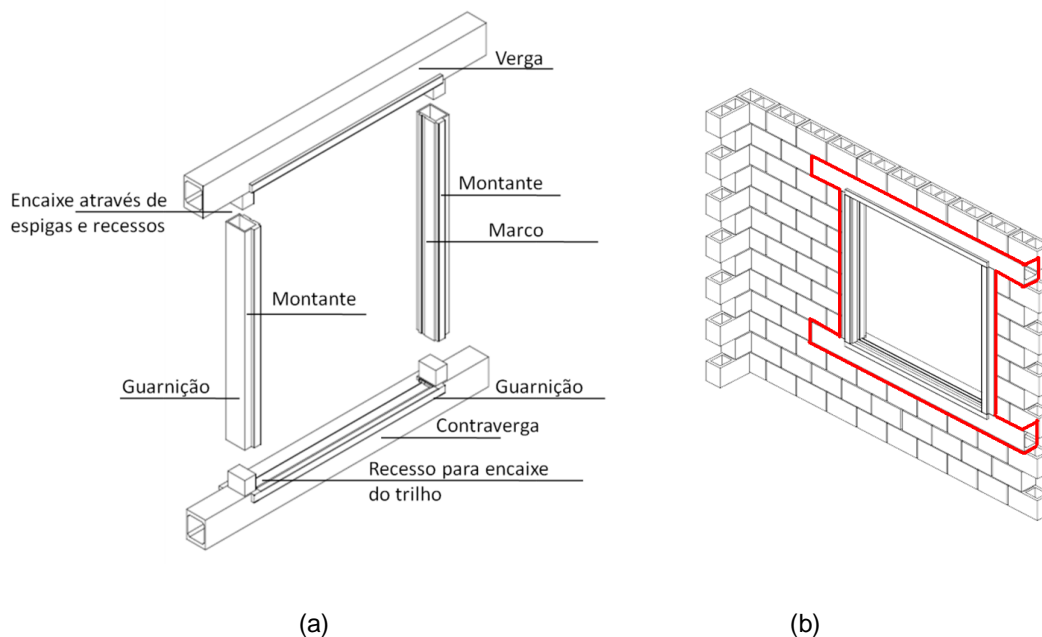 Verga
Encaixe através de
espigas e recessos
Montante
Marco
Montante
Guarnição
Guarnição
Contraverga
Recesso para encaixe
do trilho
(a)
(b)